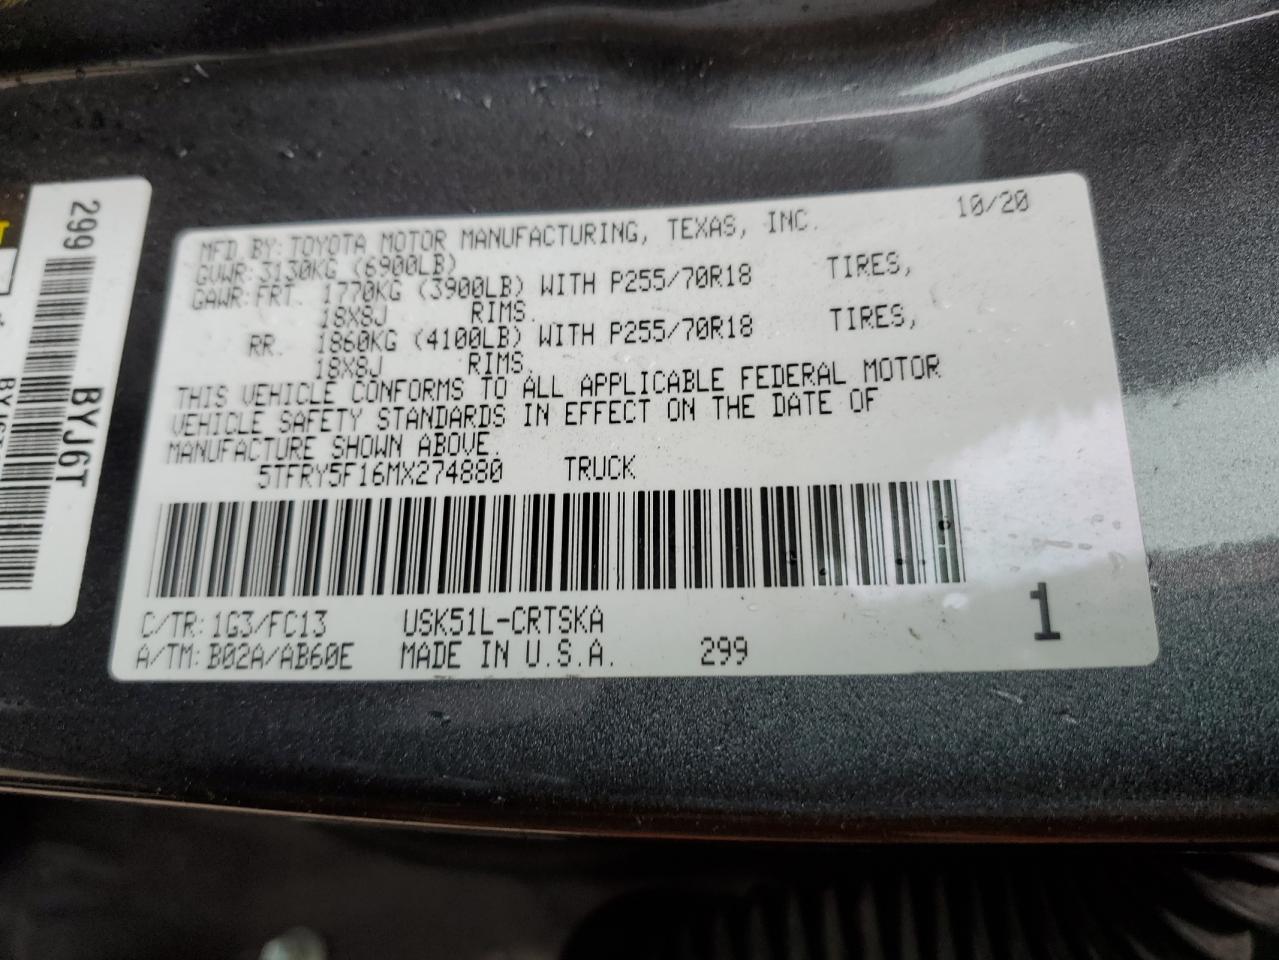 MFD.BY:TOYOTA MOTOR MANUFACTURING, TEXAS, INC. 10/20
GVWR:3130KG (6900LB)
GAWR:FRT. 1770KG (3900LB) WITH P255/70R18 TIRES,
18X8J RIMS.
RR. 1860KG (4100LB) WITH P255/70R18 TIRES,
18X8J RIMS.
THIS VEHICLE CONFORMS TO ALL APPLICABLE FEDERAL MOTOR
VEHICLE SAFETY STANDARDS IN EFFECT ON THE DATE OF
MANUFACTURE SHOWN ABOVE.
5TFRY5F16MX274880 TRUCK
C/TR:1G3/FC13 USK51L-CRTSKA
A/TM:B02A/AB60E MADE IN U.S.A. 299
1
299
BYJ6T